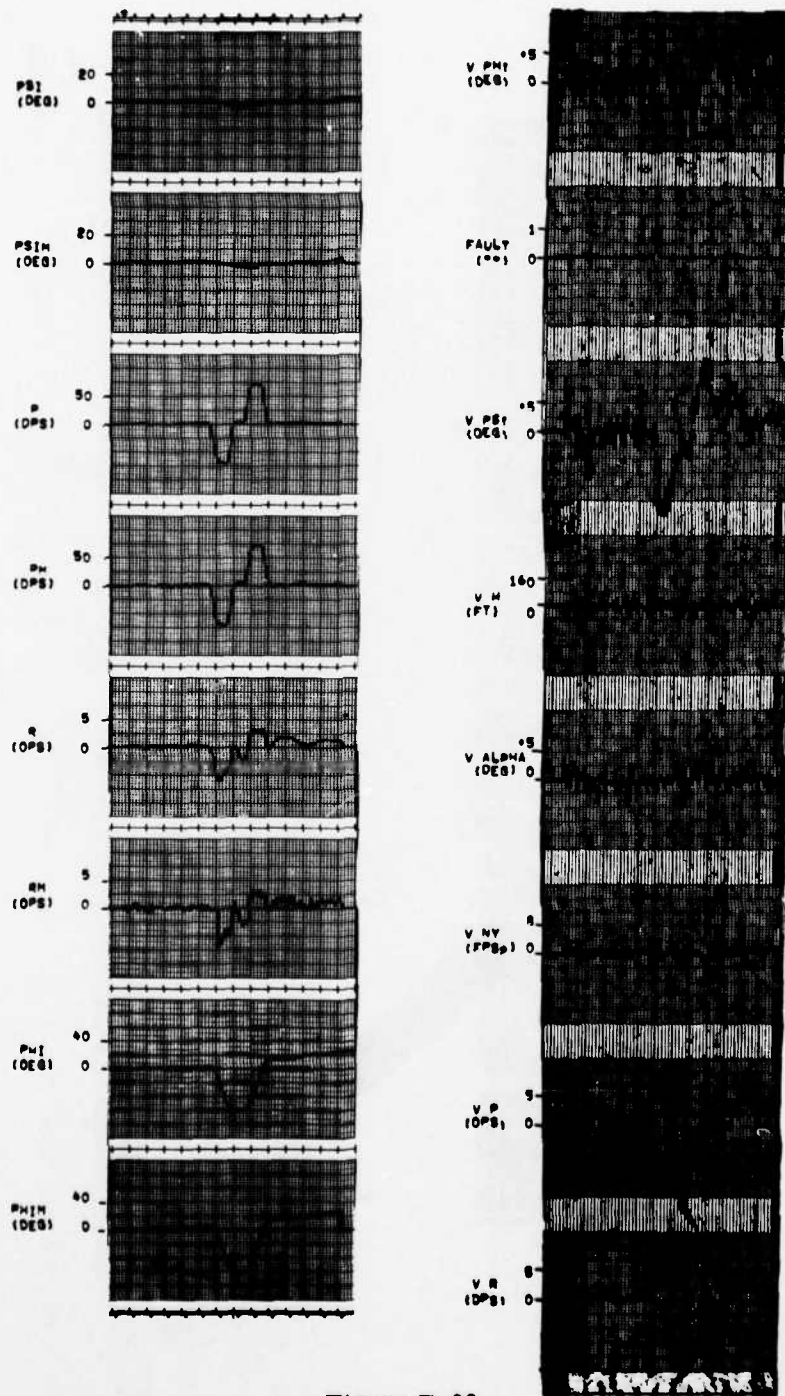 PSI 20
(DEG) 0
PSIM 20
(DEG) 0
P 50
(DPS) 0
PM 50
(DPS) 0
R 5
(DPS) 0
RM 5
(DPS) 0
PHI 40
(DEG) 0
PHIM 40
(DEG) 0
V PHI +5
(DEG) 0
FAULT 1
(**) 0
V PSI +5
(DEG) 0
V H 160
(FT) 0
V ALPHA +5
(DEG) 0
V NY
(FPS) 0
V P 5
(DPS) 0
V R 5
(DPS) 0